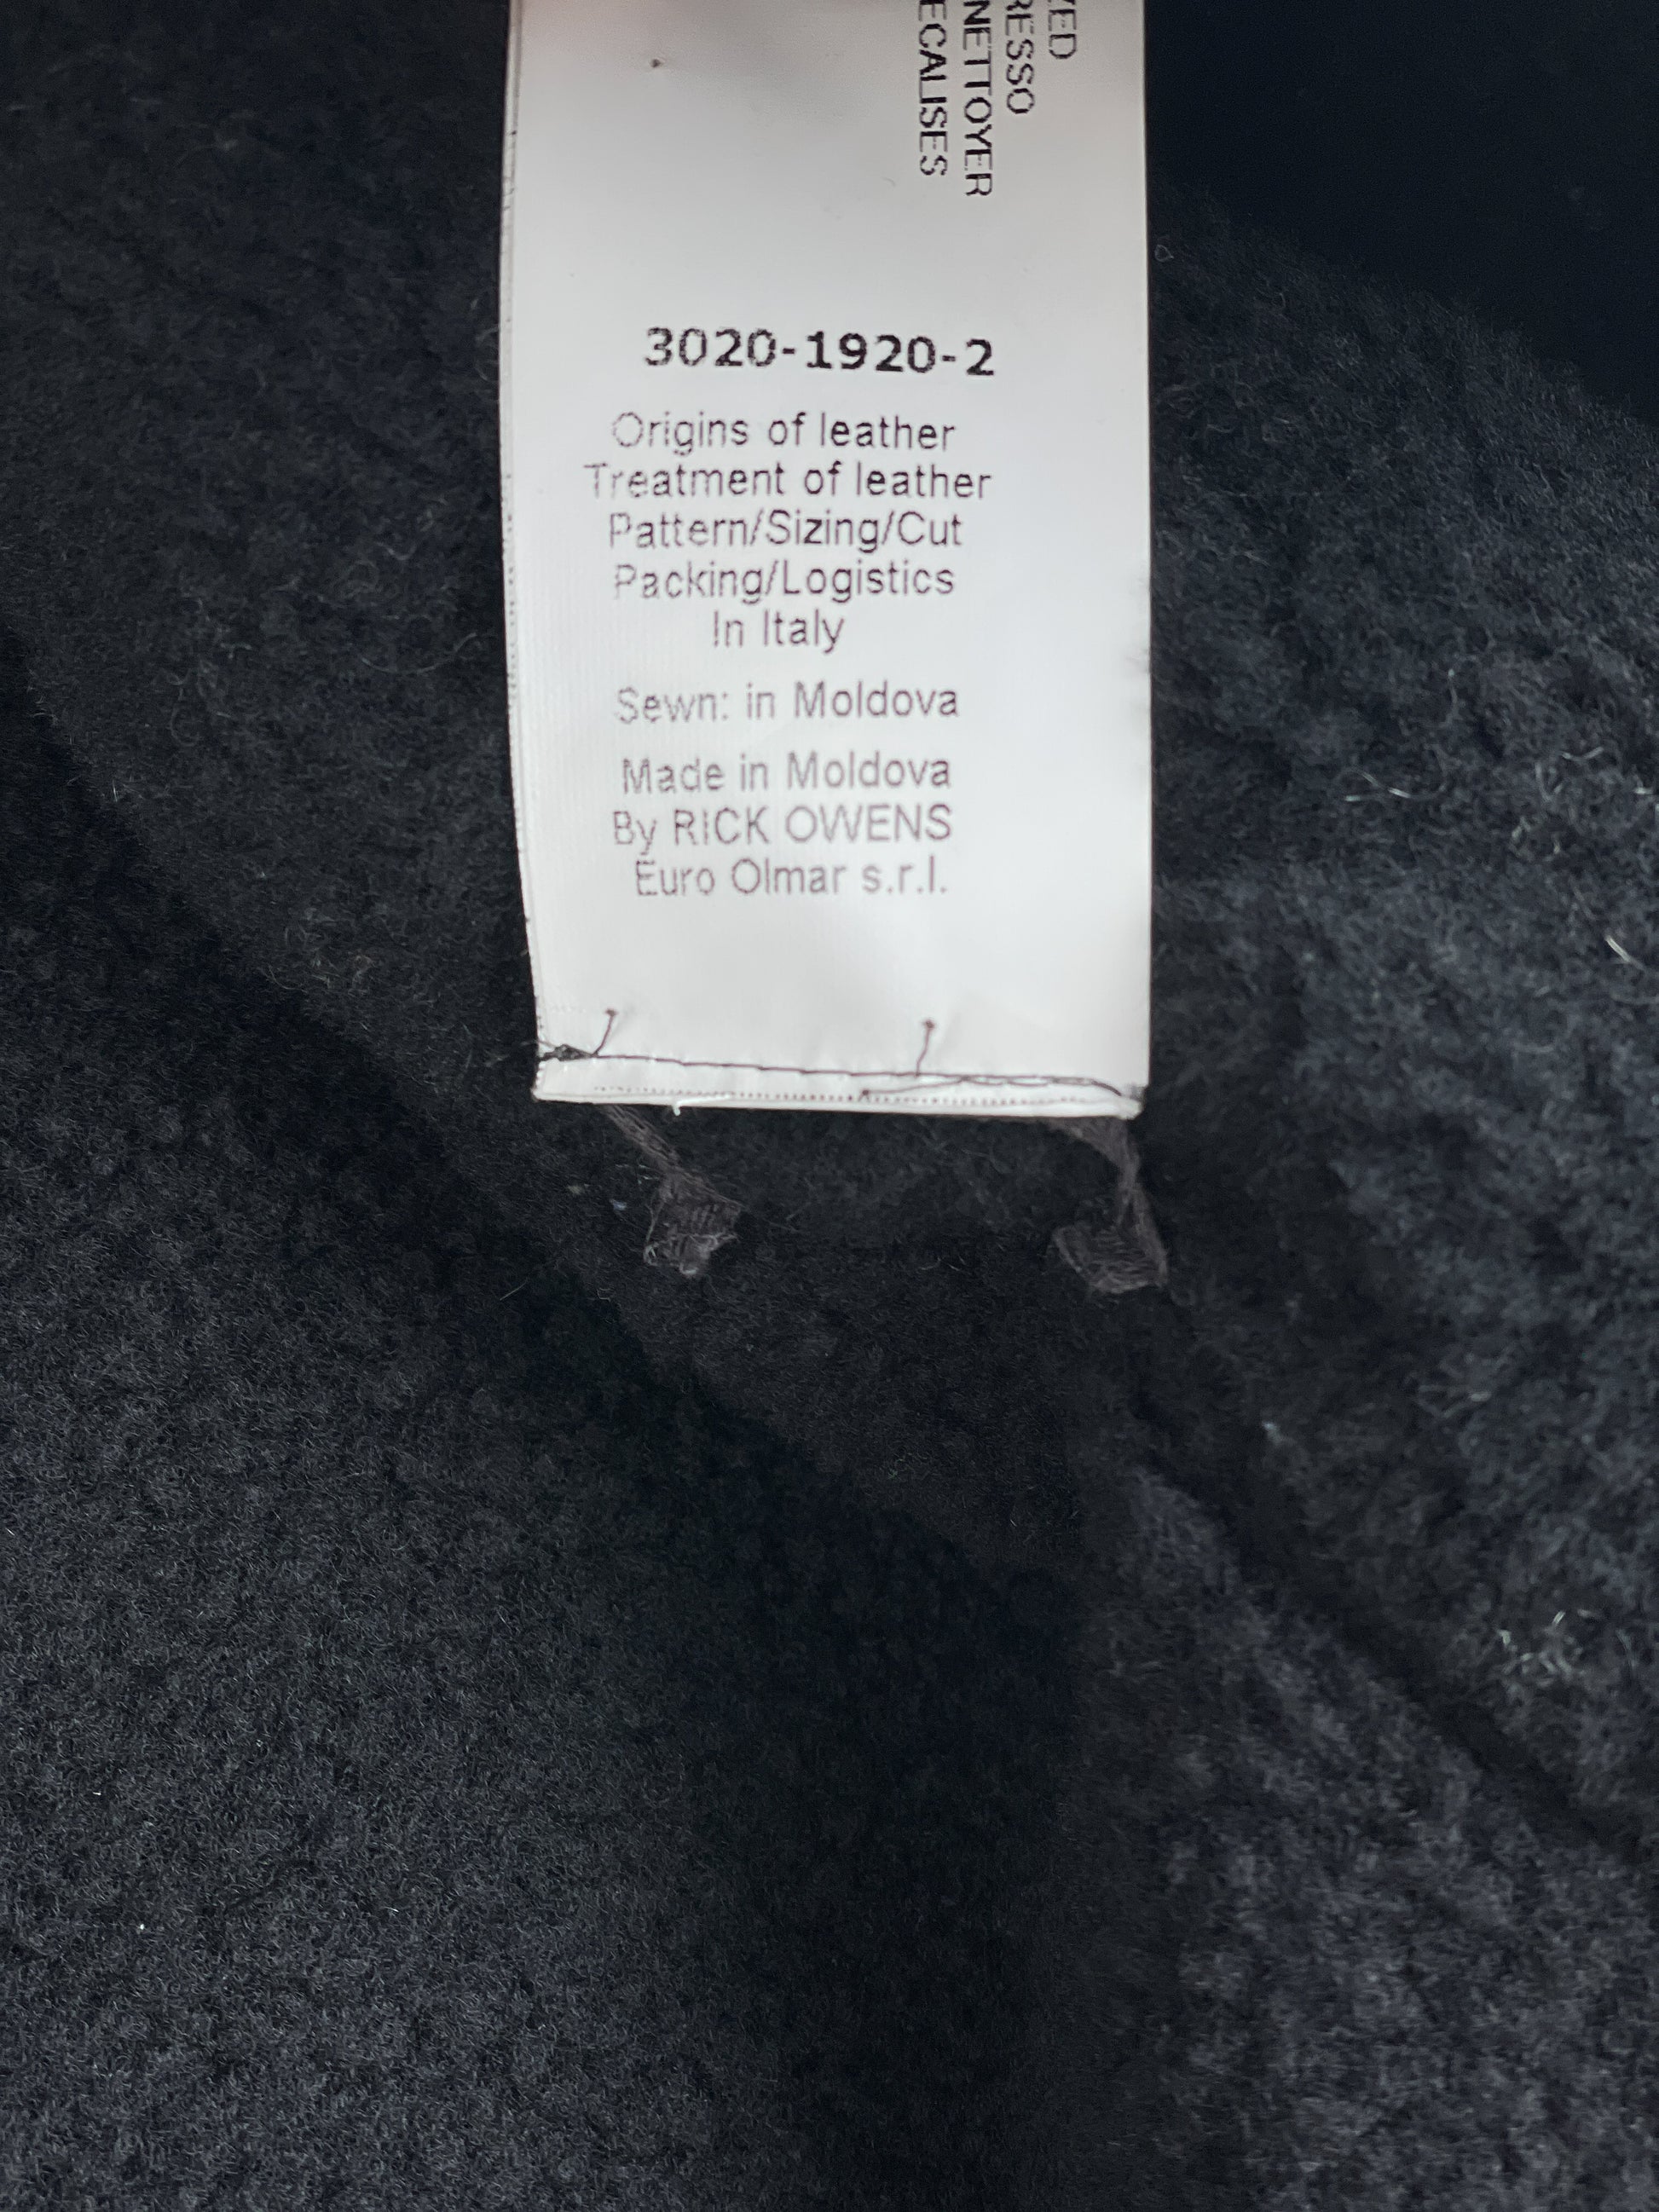 RESSO
NETTOYER
ECALISES
3020-1920-2
Origins of leather
Treatment of leather
Pattern/Sizing/Cut
Packing/Logistics
In Italy
Sewn: in Moldova
Made in Moldova
By RICK OWENS
Euro Olmar s.r.l.